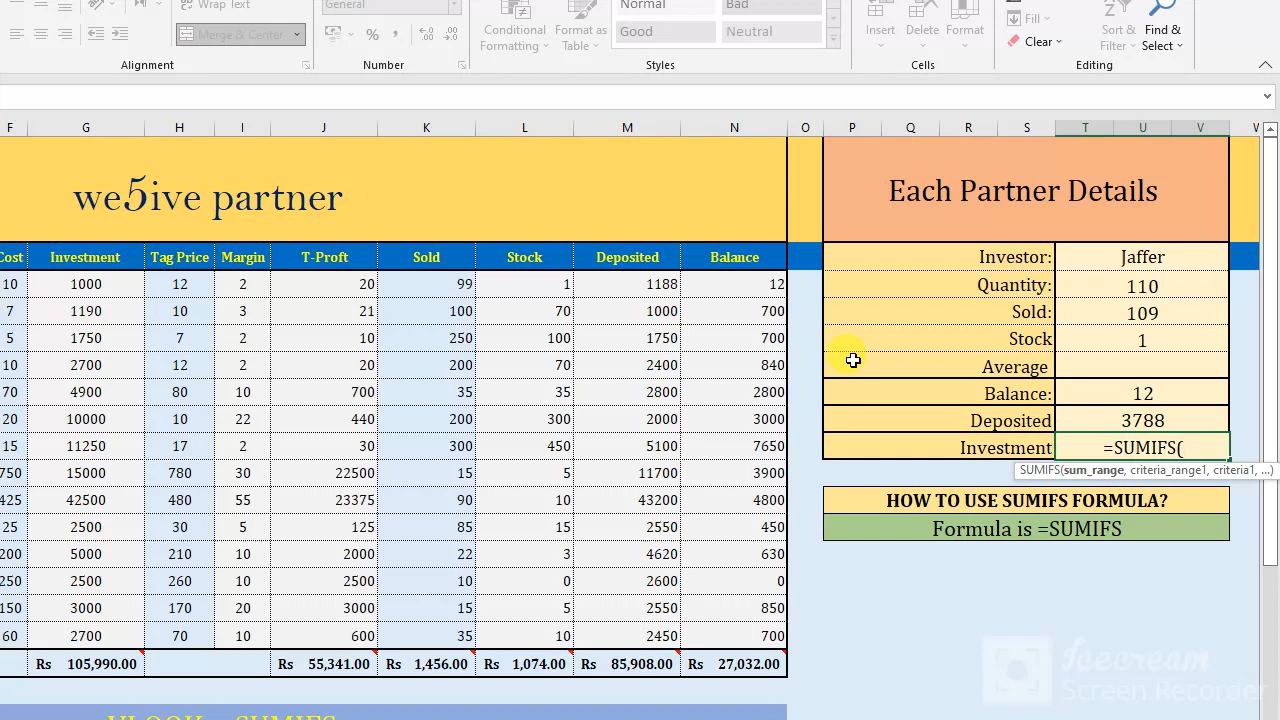 Wrap Text General Normal Bad
Merge & Center % , Conditional Formatting Format as Table Good Neutral Insert Delete Format Fill Clear Sort & Filter Find & Select
Alignment Number Styles Cells Editing
F G H I J K L M N O P Q R S T U V W
we5ive partner Each Partner Details
Cost Investment Tag Price Margin T-Proft Sold Stock Deposited Balance Investor: Jaffer
10 1000 12 2 20 99 1 1188 12 Quantity: 110
7 1190 10 3 21 100 70 1000 700 Sold: 109
5 1750 7 2 10 250 100 1750 700 Stock 1
10 2700 12 2 20 200 70 2400 840 Average
70 4900 80 10 700 35 35 2800 2800 Balance: 12
20 10000 10 22 440 200 300 2000 3000 Deposited 3788
15 11250 17 2 30 300 450 5100 7650 Investment =SUMIFS(
SUMIFS(sum_range, criteria_range1, criteria1, ...)
750 15000 780 30 22500 15 5 11700 3900
425 42500 480 55 23375 90 10 43200 4800 HOW TO USE SUMIFS FORMULA?
25 2500 30 5 125 85 15 2550 450 Formula is =SUMIFS
200 5000 210 10 2000 22 3 4620 630
250 2500 260 10 2500 10 0 2600 0
150 3000 170 20 3000 15 5 2550 850
60 2700 70 10 600 35 10 2450 700
Rs 105,990.00 Rs 55,341.00 Rs 1,456.00 Rs 1,074.00 Rs 85,908.00 Rs 27,032.00
Icecream
Screen Recorder